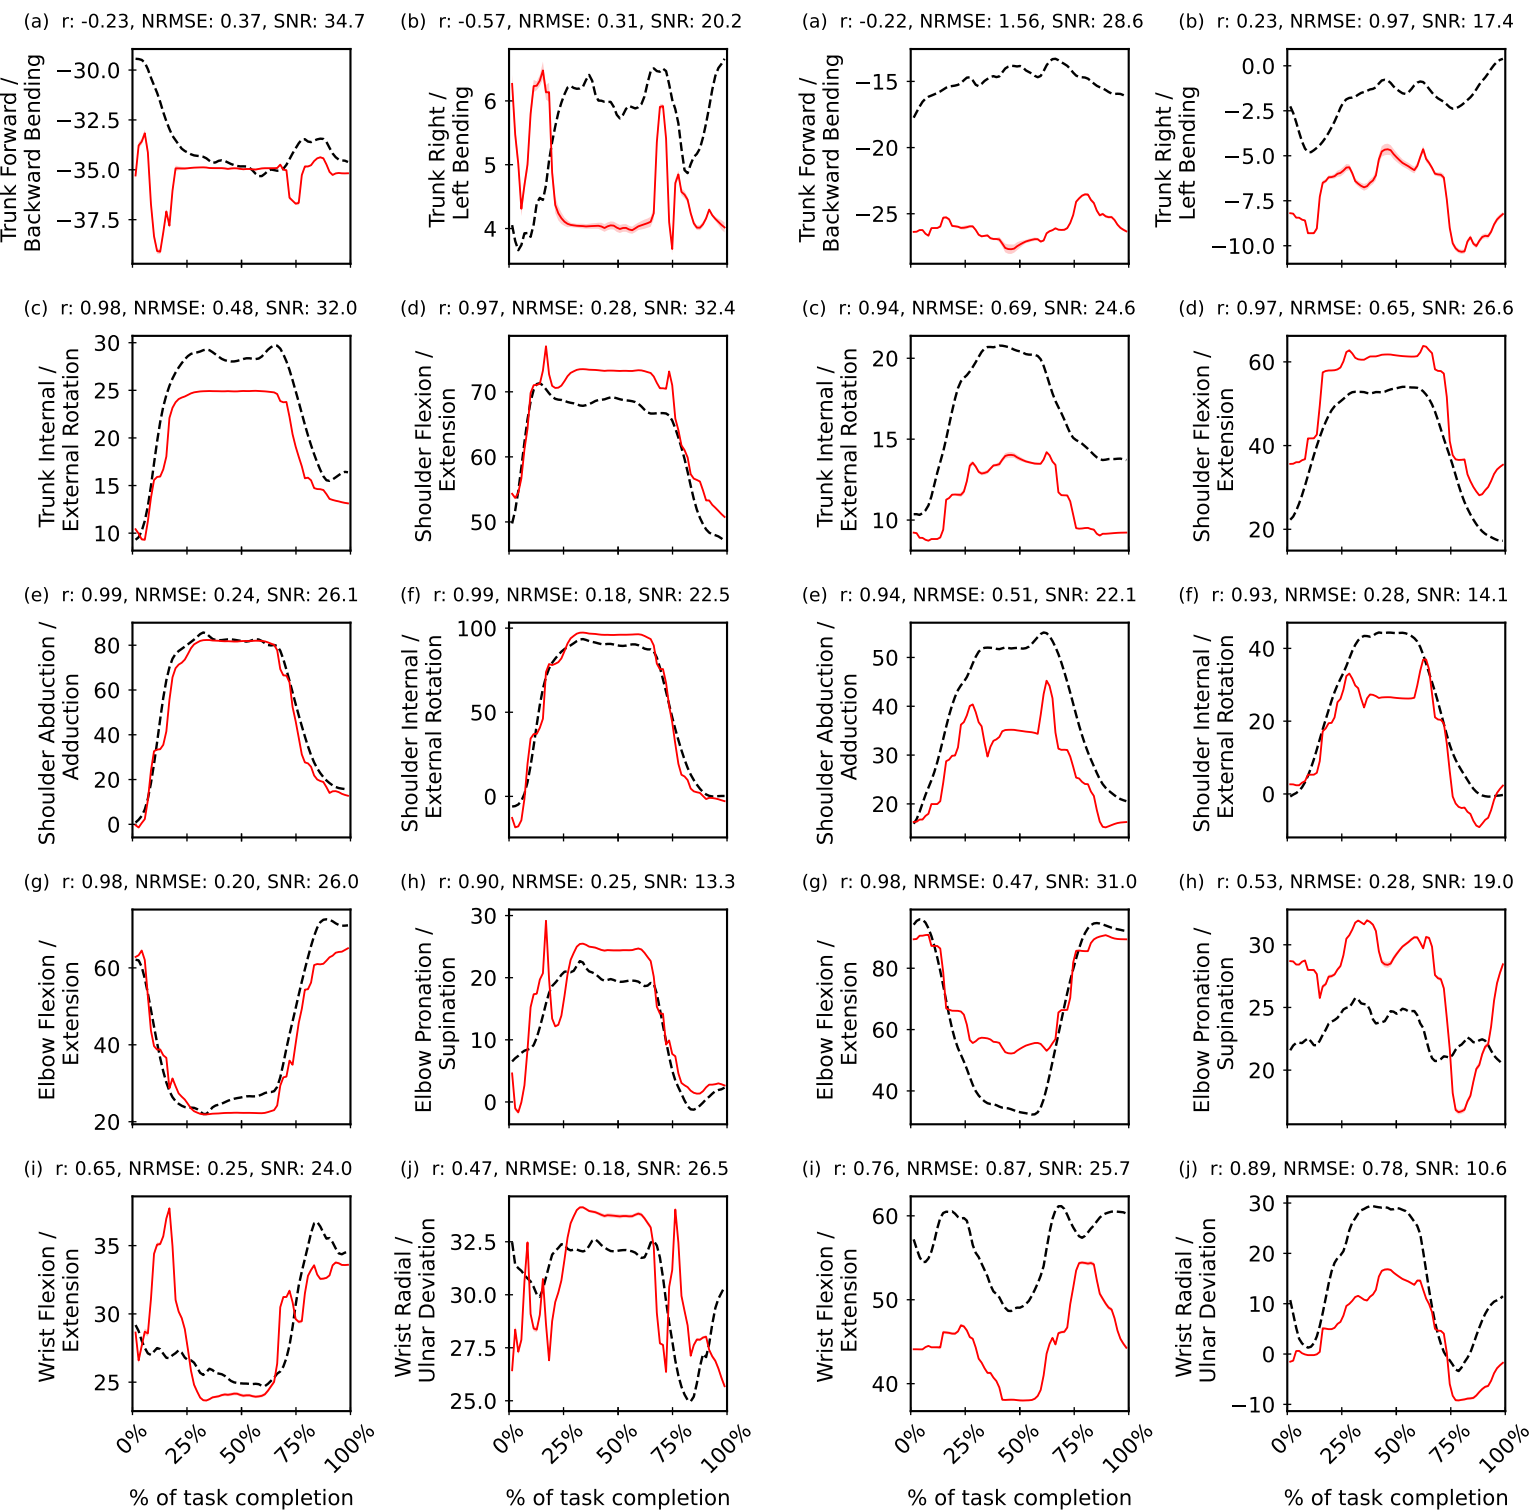 (a) r: -0.23, NRMSE: 0.37, SNR: 34.7
(b) r: -0.57, NRMSE: 0.31, SNR: 20.2
(a) r: -0.22, NRMSE: 1.56, SNR: 28.6
(b) r: 0.23, NRMSE: 0.97, SNR: 17.4
Trunk Forward /
Backward Bending
−30.0
−32.5
−35.0
−37.5
Trunk Right /
Left Bending
6
5
4
Trunk Forward /
Backward Bending
−15
−20
−25
Trunk Right /
Left Bending
0.0
−2.5
−5.0
−7.5
−10.0
(c) r: 0.98, NRMSE: 0.48, SNR: 32.0
(d) r: 0.97, NRMSE: 0.28, SNR: 32.4
(c) r: 0.94, NRMSE: 0.69, SNR: 24.6
(d) r: 0.97, NRMSE: 0.65, SNR: 26.6
Trunk Internal /
External Rotation
30
25
20
15
10
Shoulder Flexion /
Extension
70
60
50
Trunk Internal /
External Rotation
20
15
10
Shoulder Flexion /
Extension
60
40
20
(e) r: 0.99, NRMSE: 0.24, SNR: 26.1
(f) r: 0.99, NRMSE: 0.18, SNR: 22.5
(e) r: 0.94, NRMSE: 0.51, SNR: 22.1
(f) r: 0.93, NRMSE: 0.28, SNR: 14.1
Shoulder Abduction /
Adduction
80
60
40
20
0
Shoulder Internal /
External Rotation
100
50
0
Shoulder Abduction /
Adduction
50
40
30
20
Shoulder Internal /
External Rotation
40
20
0
(g) r: 0.98, NRMSE: 0.20, SNR: 26.0
(h) r: 0.90, NRMSE: 0.25, SNR: 13.3
(g) r: 0.98, NRMSE: 0.47, SNR: 31.0
(h) r: 0.53, NRMSE: 0.28, SNR: 19.0
Elbow Flexion /
Extension
60
40
20
Elbow Pronation /
Supination
30
20
10
0
Elbow Flexion /
Extension
80
60
40
Elbow Pronation /
Supination
30
25
20
(i) r: 0.65, NRMSE: 0.25, SNR: 24.0
(j) r: 0.47, NRMSE: 0.18, SNR: 26.5
(i) r: 0.76, NRMSE: 0.87, SNR: 25.7
(j) r: 0.89, NRMSE: 0.78, SNR: 10.6
Wrist Flexion /
Extension
35
30
25
Wrist Radial /
Ulnar Deviation
32.5
30.0
27.5
25.0
Wrist Flexion /
Extension
60
50
40
Wrist Radial /
Ulnar Deviation
30
20
10
0
−10
0% 25% 50% 75% 100%
0% 25% 50% 75% 100%
0% 25% 50% 75% 100%
0% 25% 50% 75% 100%
% of task completion
% of task completion
% of task completion
% of task completion